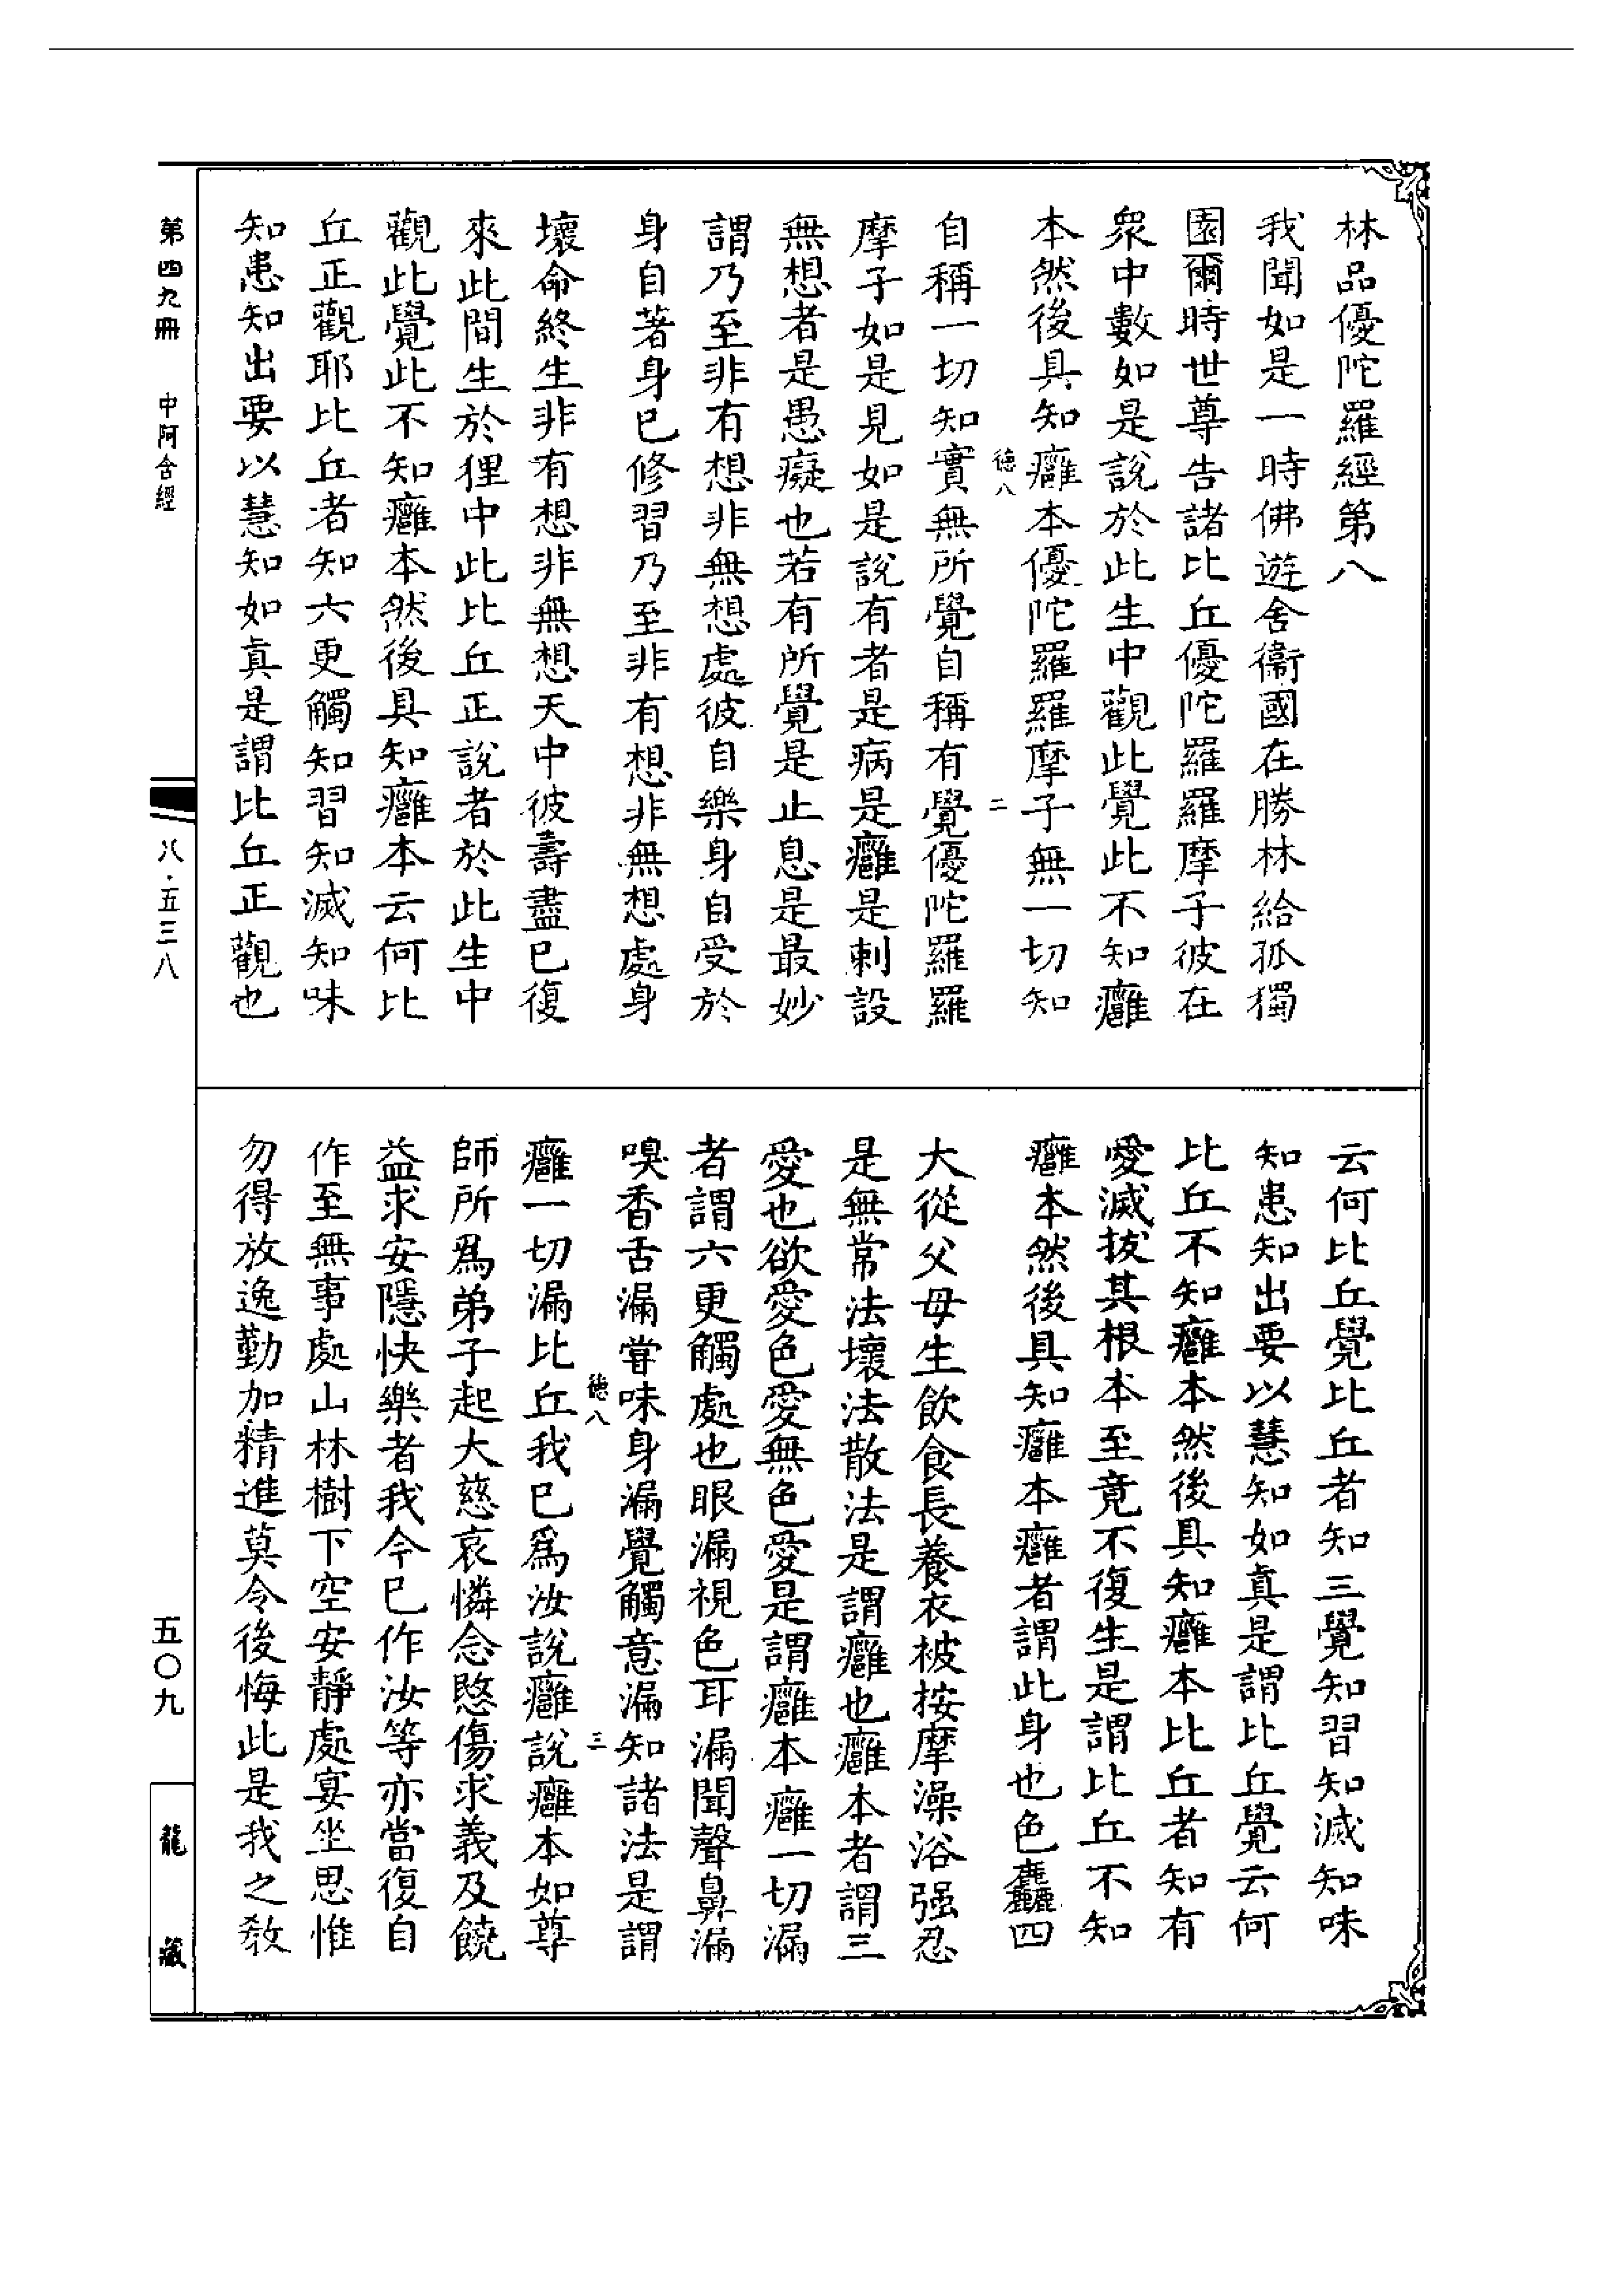 林品優陀羅經第八
我聞如是一時佛遊舍衞國在勝林給孤獨
園爾時世尊告諸比丘優陀羅羅摩子彼在
衆中數如是說於此生中觀此覺此不知癰
本然後具知癰本優陀羅羅摩子無一切知
德八 二
自稱一切知實無所覺自稱有覺優陀羅羅
摩子如是見如是說有者是病是癰是刺設
無想者是愚癡也若有所覺是止息是最妙
謂乃至非有想非無想處彼自樂身自受於
身自著身已修習乃至非有想非無想處身
壞命終生非有想非無想天中彼壽盡已復
來此間生於狸中此比丘正說者於此生中
觀此覺此不知癰本然後具知癰本云何比
丘正觀耶比丘者知六更觸知習知滅知味
知患知出要以慧知如真是謂比丘正觀也
云何比丘覺比丘者知三覺知習知滅知味
知患知出要以慧知如真是謂比丘覺云何
比丘不知癰本然後具知癰本比丘者知有
愛滅拔其根本至竟不復生是謂比丘不知
癰本然後具知癰本癰者謂此身也色麤四
大從父母生飲食長養衣被按摩澡浴强忍
是無常法壞法散法是謂癰也癰本者謂三
愛也欲愛色愛無色愛是謂癰本癰一切漏
者謂六更觸處也眼漏視色耳漏聞聲鼻漏
嗅香舌漏甞味身漏覺觸意漏知諸法是謂
德八 三
癰一切漏比丘我已爲汝說癰說癰本如尊
師所爲弟子起大慈哀憐念愍傷求義及饒
益求安隱快樂者我今已作汝等亦當復自
作至無事處山林樹下空安靜處宴坐思惟
勿得放逸勤加精進莫令後悔此是我之敎
第四九冊 中阿含經 八·五三八 五〇九 龍藏